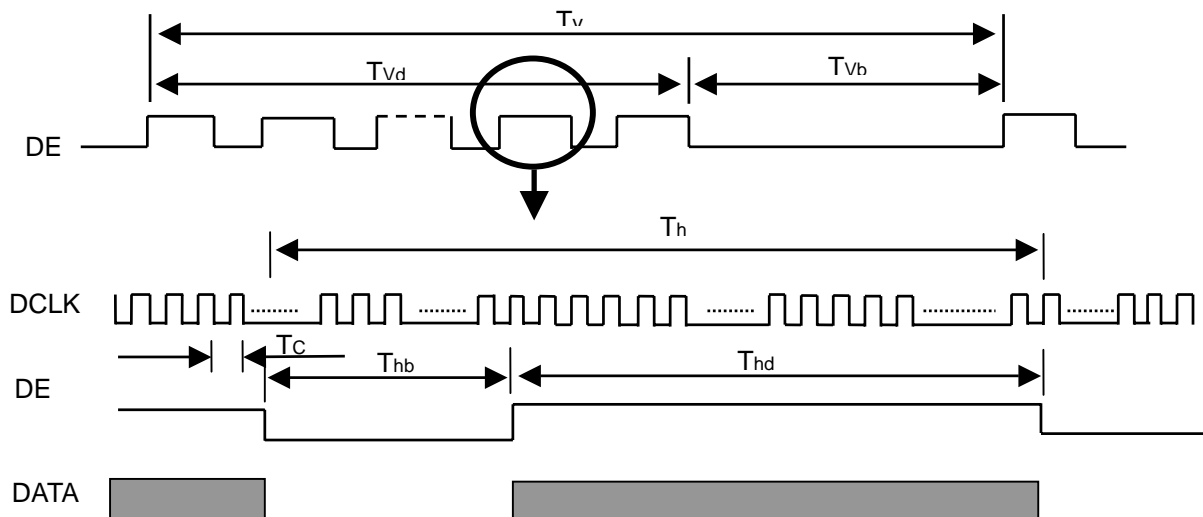 Tv
TVd
TVb
DE
Th
DCLK
TC
Thb
Thd
DE
DATA